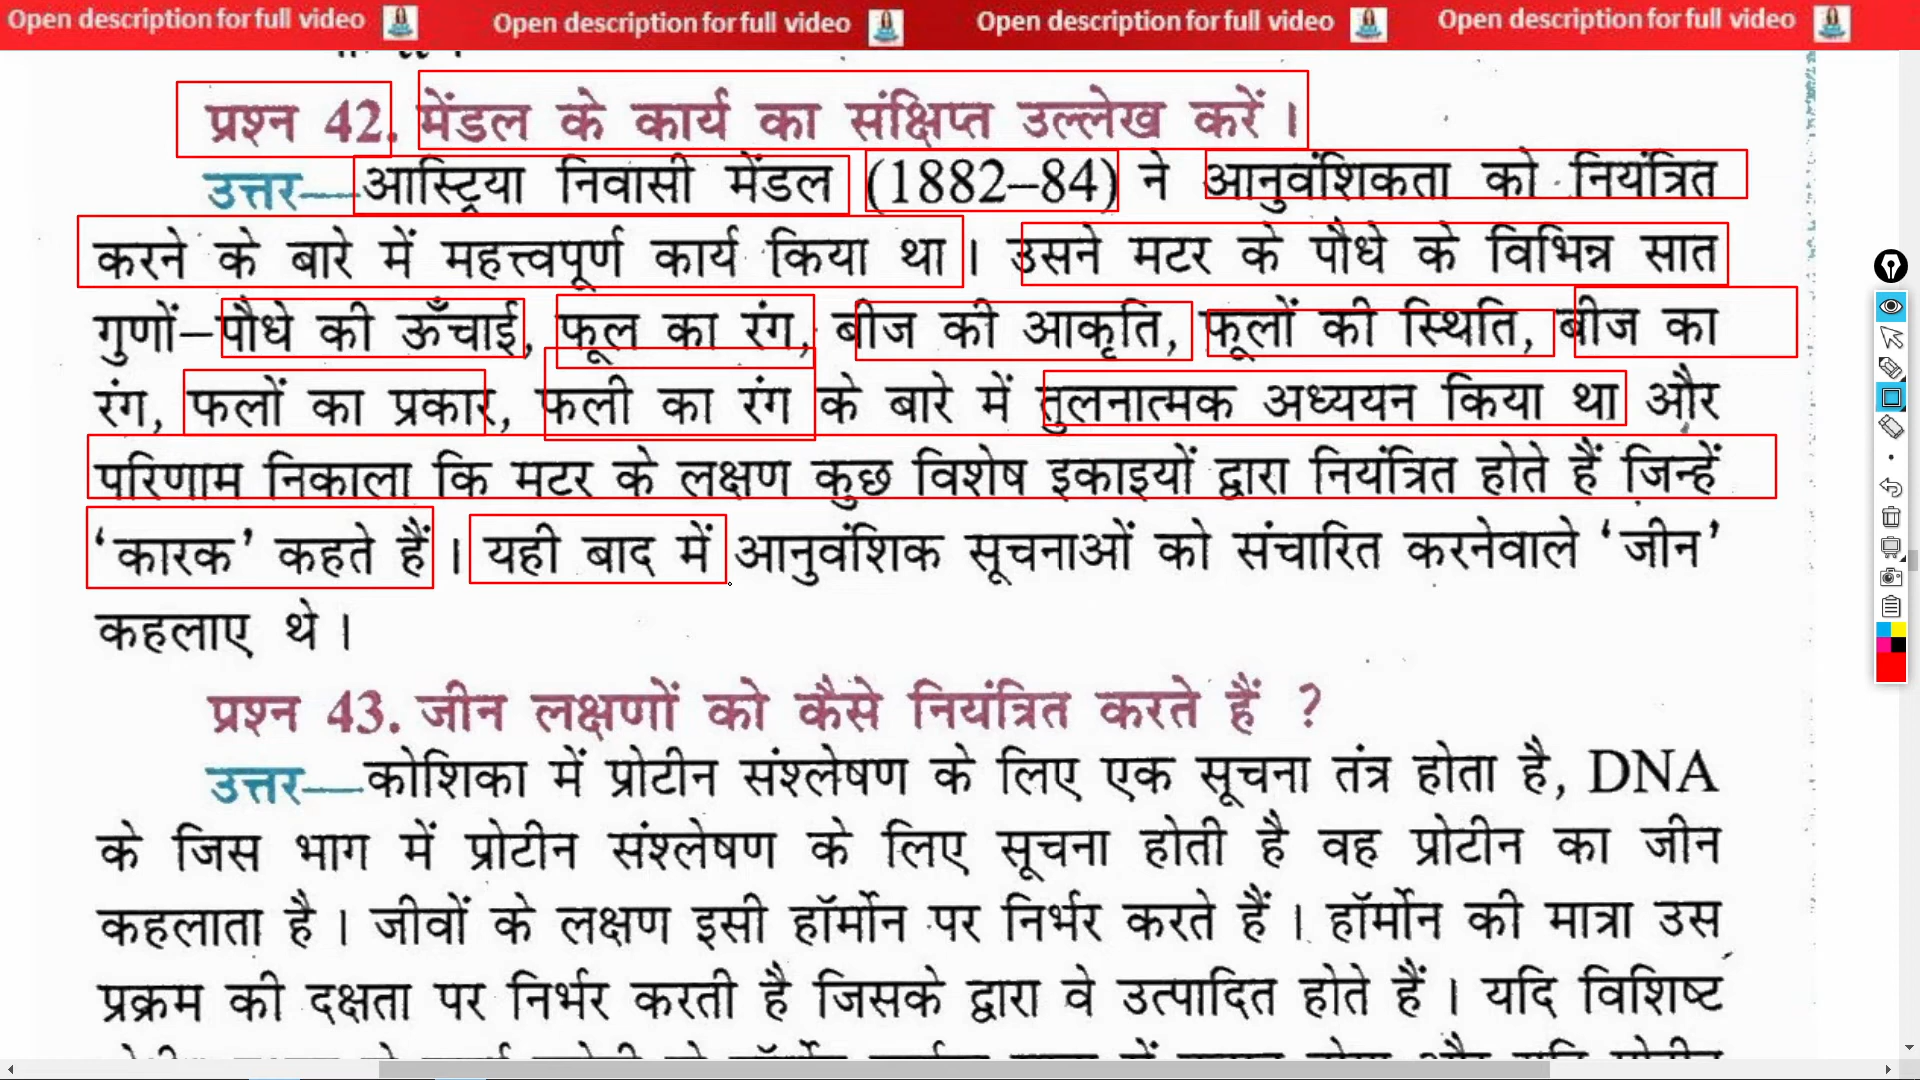 Open description for full video Open description for full video Open description for full video Open description for full video
प्रश्न 42. मेंडल के कार्य का संक्षिप्त उल्लेख करें ।
उत्तर—आस्ट्रिया निवासी मेंडल (1882–84) ने आनुवंशिकता को नियंत्रित
करने के बारे में महत्त्वपूर्ण कार्य किया था । उसने मटर के पौधे के विभिन्न सात
गुणों–पौधे की ऊँचाई, फूल का रंग, बीज की आकृति, फूलों की स्थिति, बीज का
रंग, फलों का प्रकार, फली का रंग के बारे में तुलनात्मक अध्ययन किया था और
परिणाम निकाला कि मटर के लक्षण कुछ विशेष इकाइयों द्वारा नियंत्रित होते हैं जिन्हें
‘कारक’ कहते हैं । यही बाद में आनुवंशिक सूचनाओं को संचारित करनेवाले ‘जीन’
कहलाए थे ।
प्रश्न 43. जीन लक्षणों को कैसे नियंत्रित करते हैं ?
उत्तर—कोशिका में प्रोटीन संश्लेषण के लिए एक सूचना तंत्र होता है, DNA
के जिस भाग में प्रोटीन संश्लेषण के लिए सूचना होती है वह प्रोटीन का जीन
कहलाता है । जीवों के लक्षण इसी हॉर्मोन पर निर्भर करते हैं । हॉर्मोन की मात्रा उस
प्रक्रम की दक्षता पर निर्भर करती है जिसके द्वारा वे उत्पादित होते हैं । यदि विशिष्ट